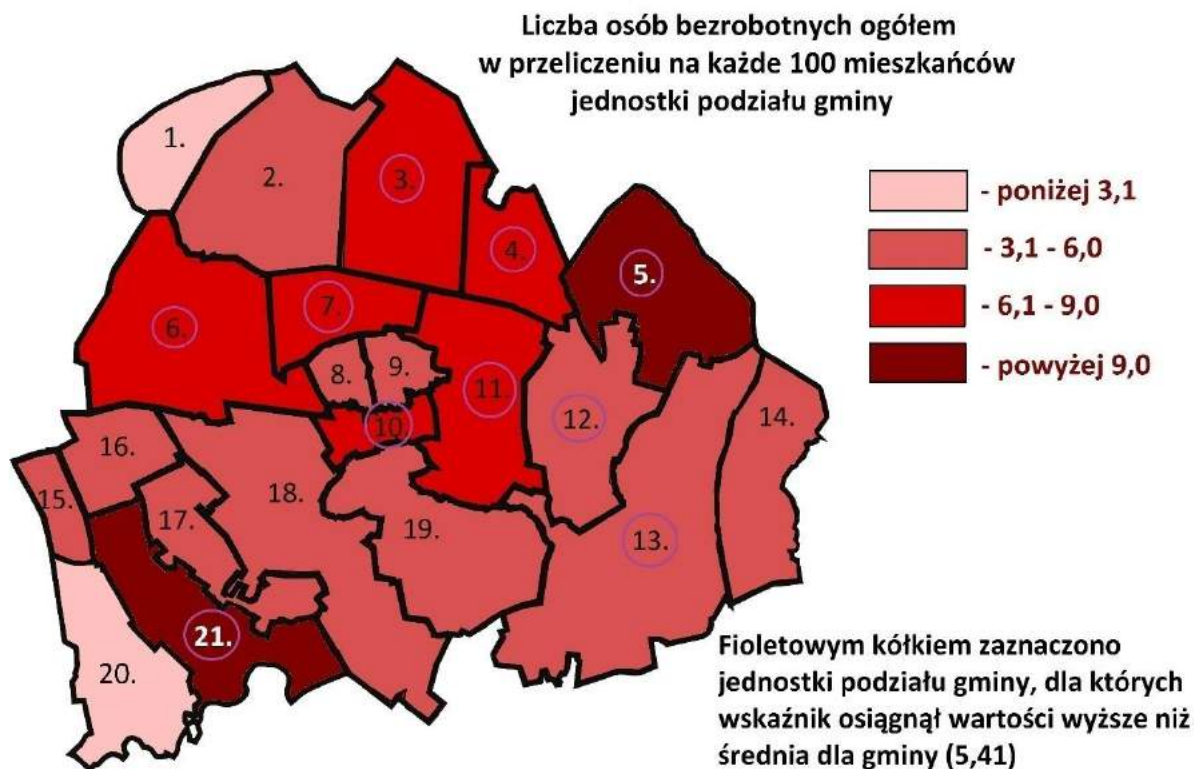 Liczba osób bezrobotnych ogółem
w przeliczeniu na każde 100 mieszkańców
jednostki podziału gminy
- poniżej 3,1
- 3,1 - 6,0
- 6,1 - 9,0
- powyżej 9,0
1.
2.
3.
4.
5.
6.
7.
8.
9.
10.
11.
12.
13.
14.
15.
16.
17.
18.
19.
20.
21.
Fioletowym kółkiem zaznaczono
jednostki podziału gminy, dla których
wskaźnik osiągnął wartości wyższe niż
średnia dla gminy (5,41)